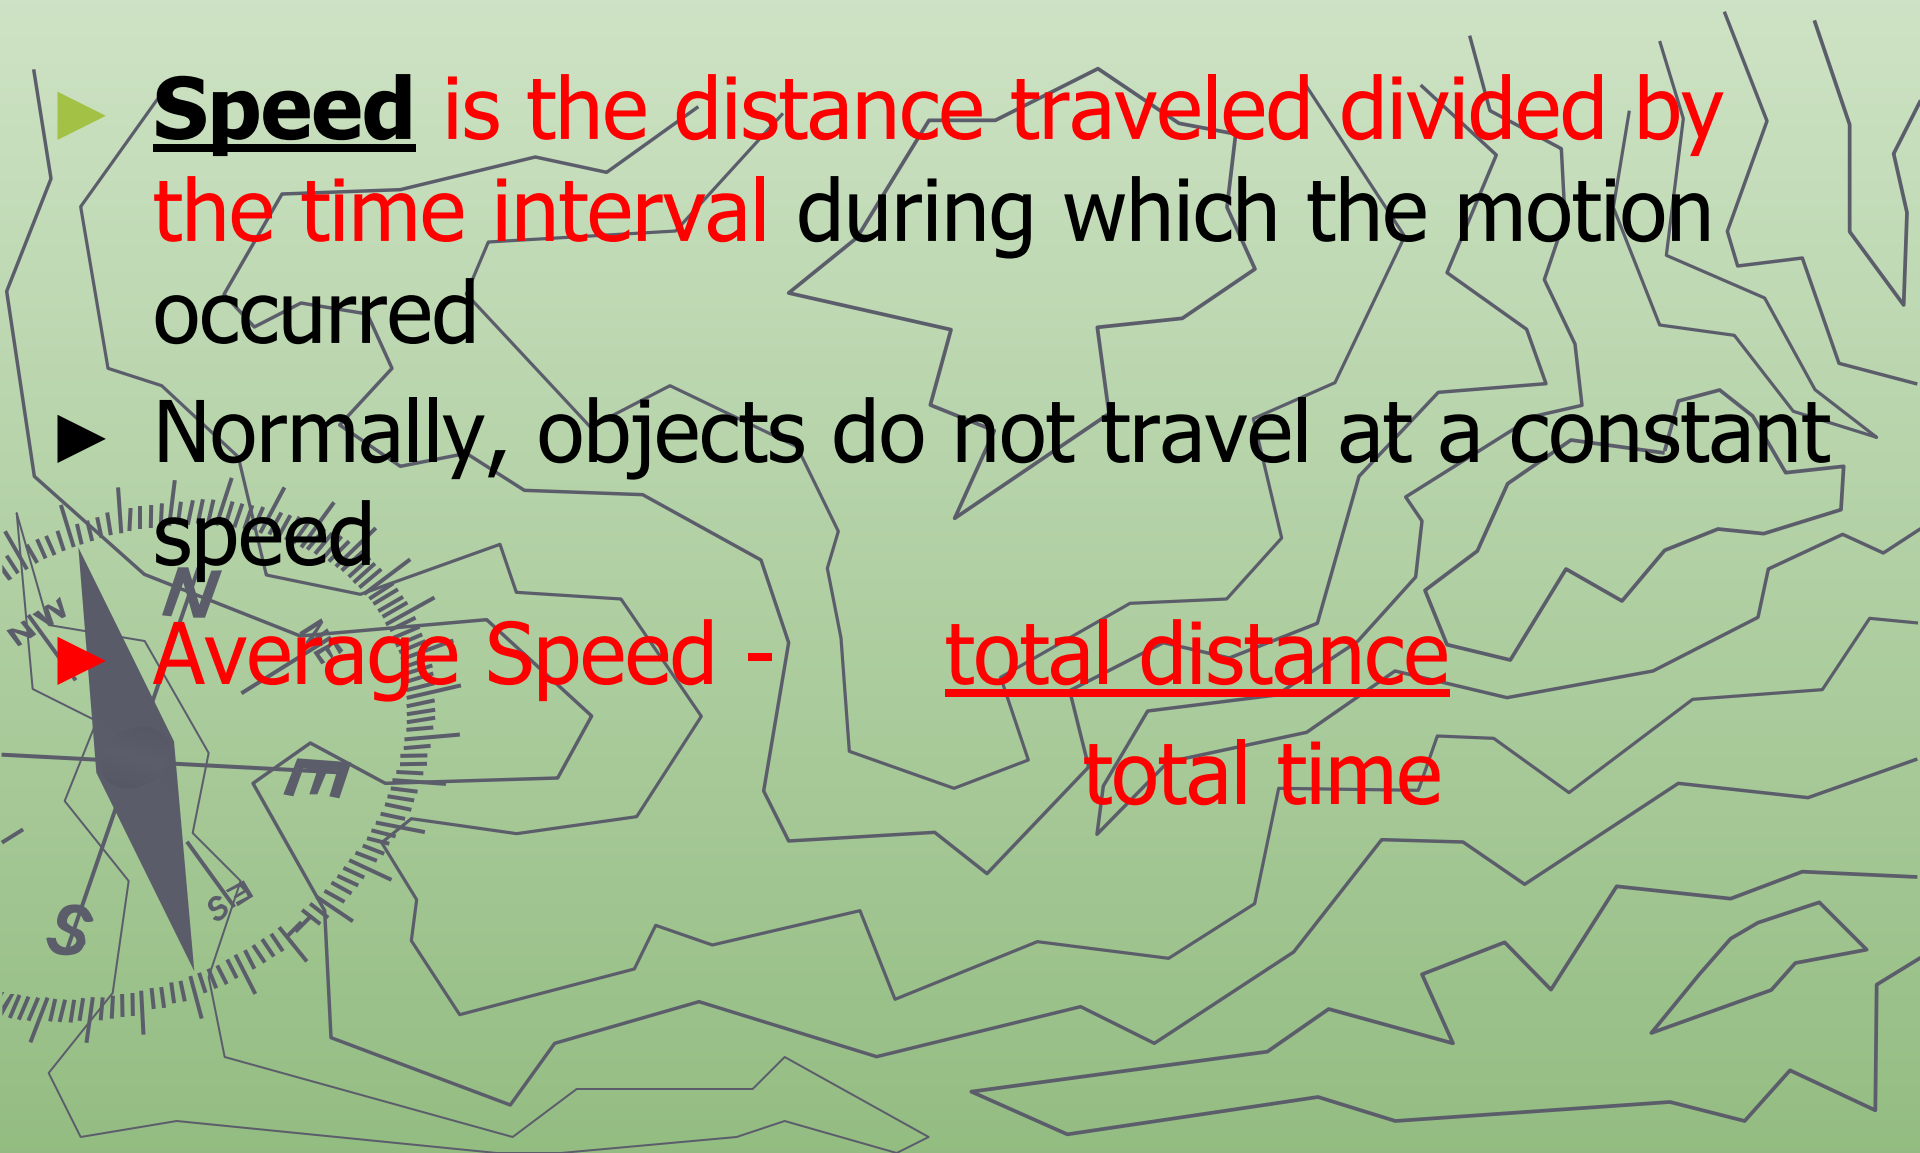 ► Speed is the distance traveled divided by
the time interval during which the motion
occurred
► Normally, objects do not travel at a constant
speed
► Average Speed - total distance
total time
N
NW
NE
E
SE
S